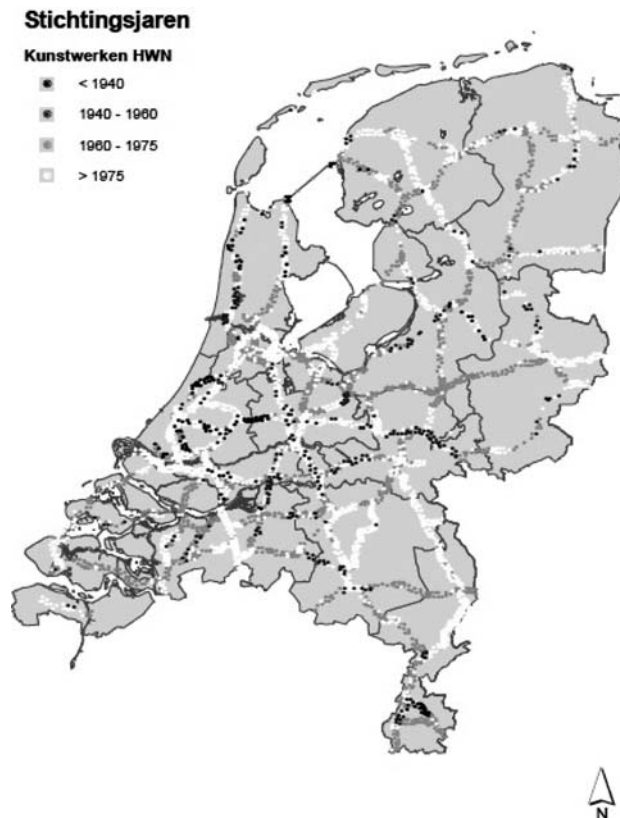 Stichtingsjaren
Kunstwerken HWN
< 1940
1940 - 1960
1960 - 1975
> 1975
N